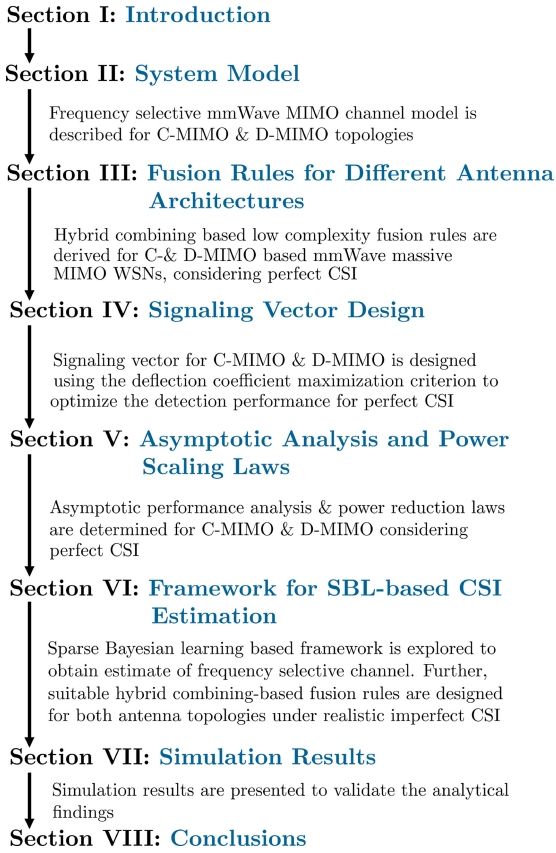 Section I: Introduction
Section II: System Model
Frequency selective mmWave MIMO channel model is
described for C-MIMO & D-MIMO topologies
Section III: Fusion Rules for Different Antenna
Architectures
Hybrid combining based low complexity fusion rules are
derived for C-& D-MIMO based mmWave massive
MIMO WSNs, considering perfect CSI
Section IV: Signaling Vector Design
Signaling vector for C-MIMO & D-MIMO is designed
using the deflection coefficient maximization criterion to
optimize the detection performance for perfect CSI
Section V: Asymptotic Analysis and Power
Scaling Laws
Asymptotic performance analysis & power reduction laws
are determined for C-MIMO & D-MIMO considering
perfect CSI
Section VI: Framework for SBL-based CSI
Estimation
Sparse Bayesian learning based framework is explored to
obtain estimate of frequency selective channel. Further,
suitable hybrid combining-based fusion rules are designed
for both antenna topologies under realistic imperfect CSI
Section VII: Simulation Results
Simulation results are presented to validate the analytical
findings
Section VIII: Conclusions